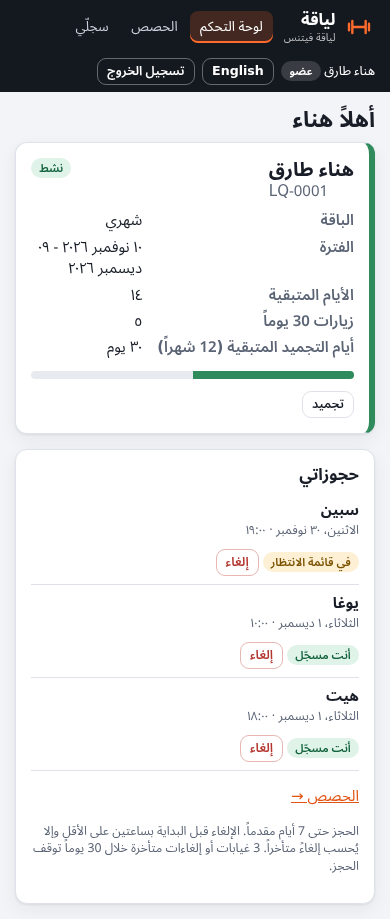 لياقة
لياقة فيتنس
لوحة التحكم
الحصص
سجلّي
هناء طارق
عضو
English
تسجيل الخروج
أهلاً هناء
هناء طارق
نشط
LQ-0001
الباقة
شهري
الفترة
١٠ نوفمبر ٢٠٢٦ - ٠٩
ديسمبر ٢٠٢٦
الأيام المتبقية
١٤
زيارات 30 يوماً
٥
أيام التجميد المتبقية (12 شهراً)
٣٠ يوم
تجميد
حجوزاتي
سبين
الاثنين، ٣٠ نوفمبر · ١٩:٠٠
في قائمة الانتظار
إلغاء
يوغا
الثلاثاء، ١ ديسمبر · ١٠:٠٠
أنت مسجّل
إلغاء
هيت
الثلاثاء، ١ ديسمبر · ١٨:٠٠
أنت مسجّل
إلغاء
الحصص →
الحجز حتى 7 أيام مقدماً. الإلغاء قبل البداية بساعتين على الأقل وإلا
يُحسب إلغاءً متأخراً. 3 غيابات أو إلغاءات متأخرة خلال 30 يوماً توقف
الحجز.